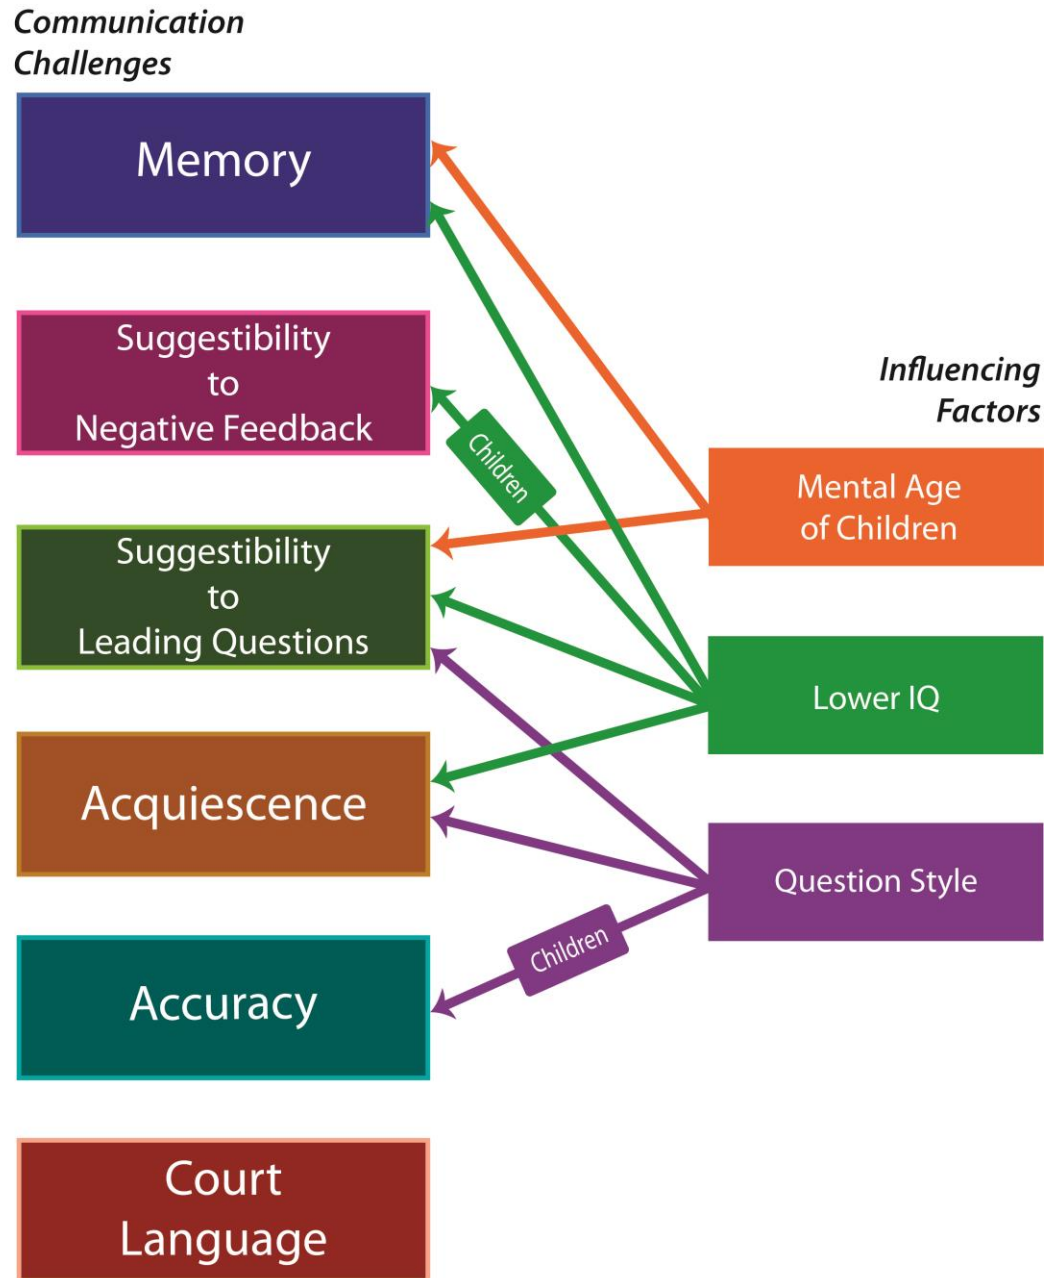 Communication
Challenges
Memory
Suggestibility
to
Negative Feedback
Children
Influencing
Factors
Mental Age
of Children
Suggestibility
to
Leading Questions
Lower IQ
Acquiescence
Question Style
Children
Accuracy
Court
Language